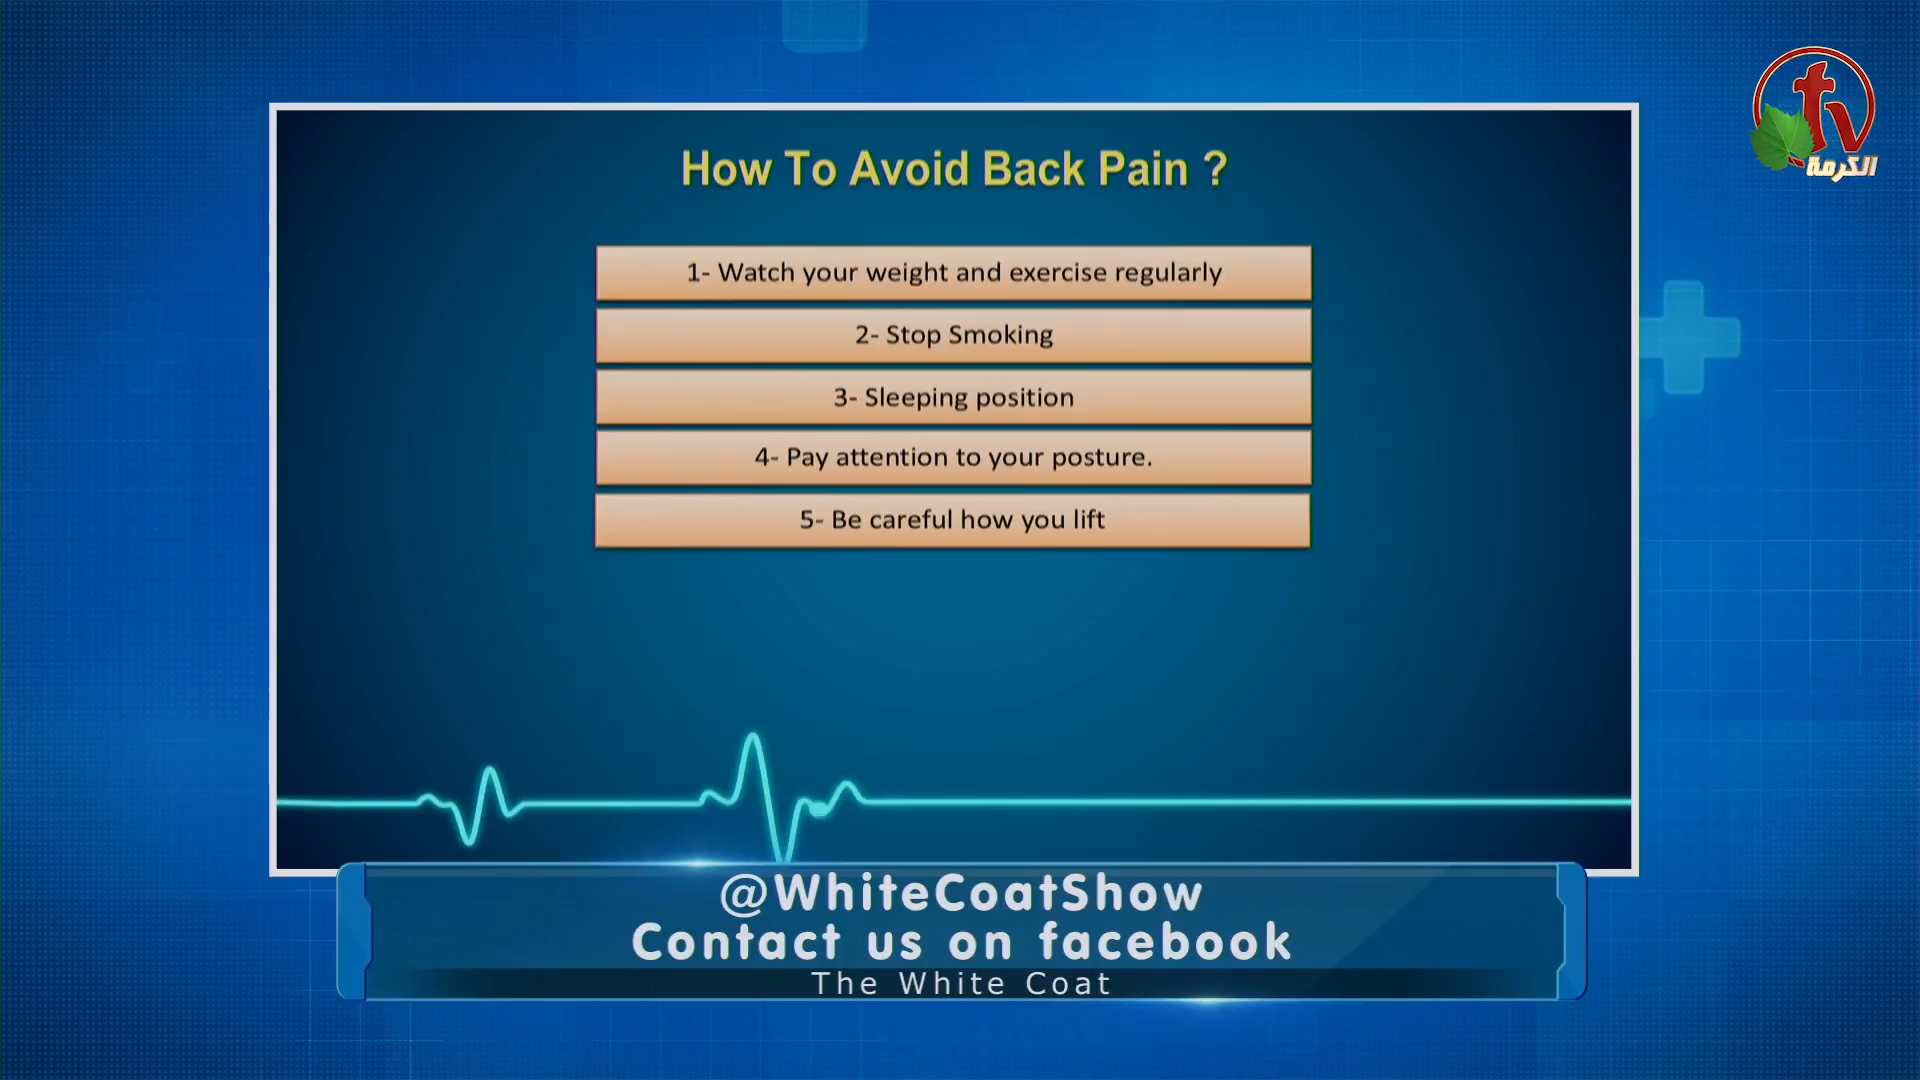 tv
الكرمة
How To Avoid Back Pain ?
1- Watch your weight and exercise regularly
2- Stop Smoking
3- Sleeping position
4- Pay attention to your posture.
5- Be careful how you lift
@WhiteCoatShow
Contact us on facebook
The White Coat